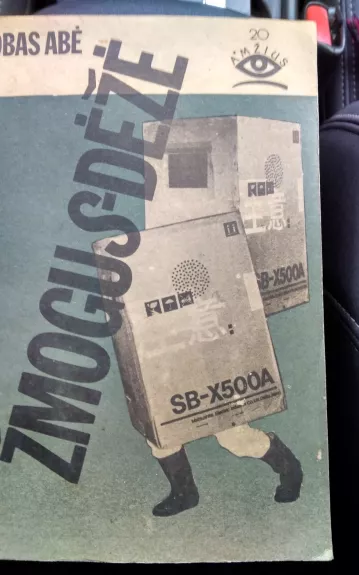 OBAS ABĖ
20
AMŽIUS
ŽMOGUS-DĖŽĖ
SB-X500A
SB-X500A